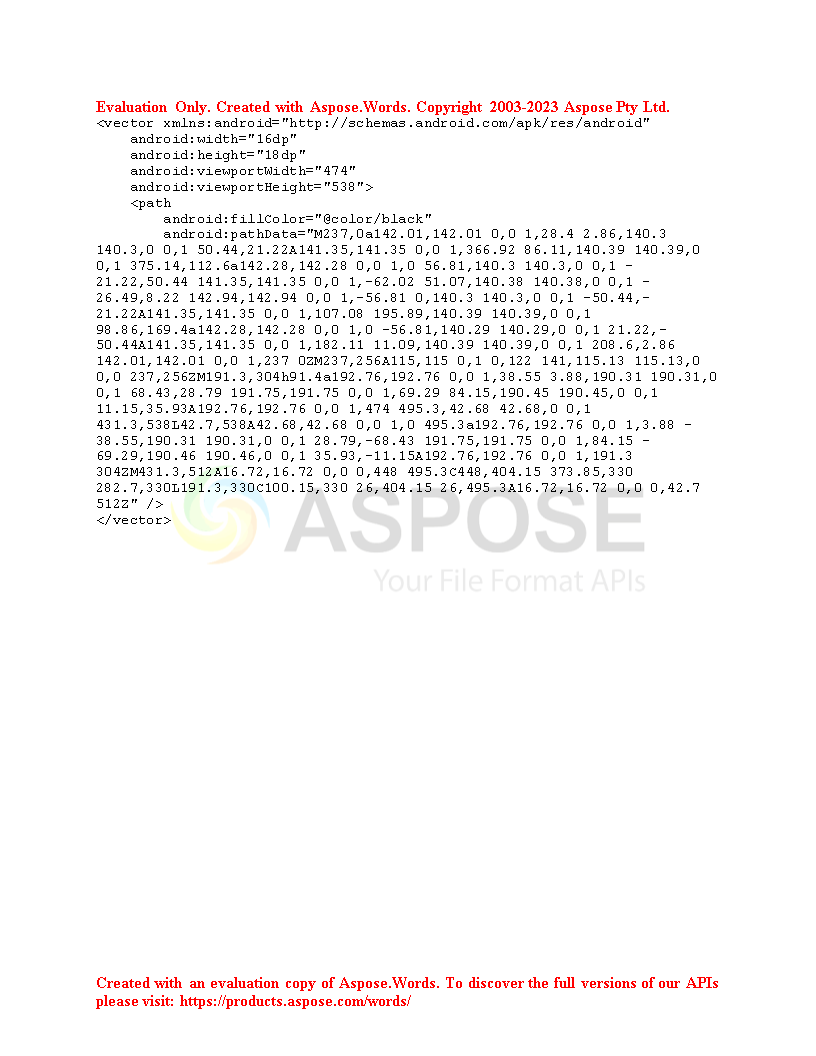 Evaluation Only. Created with Aspose.Words. Copyright 2003-2023 Aspose Pty Ltd.
<vector xmlns:android="http://schemas.android.com/apk/res/android"
    android:width="16dp"
    android:height="18dp"
    android:viewportWidth="474"
    android:viewportHeight="538">
    <path
        android:fillColor="@color/black"
        android:pathData="M237,0a142.01,142.01 0,0 1,28.4 2.86,140.3
140.3,0 0,1 50.44,21.22A141.35,141.35 0,0 1,366.92 86.11,140.39 140.39,0
0,1 375.14,112.6a142.28,142.28 0,0 1,0 56.81,140.3 140.3,0 0,1 -
21.22,50.44 141.35,141.35 0,0 1,-62.02 51.07,140.38 140.38,0 0,1 -
26.49,8.22 142.94,142.94 0,0 1,-56.81 0,140.3 140.3,0 0,1 -50.44,-
21.22A141.35,141.35 0,0 1,107.08 195.89,140.39 140.39,0 0,1
98.86,169.4a142.28,142.28 0,0 1,0 -56.81,140.29 140.29,0 0,1 21.22,-
50.44A141.35,141.35 0,0 1,182.11 11.09,140.39 140.39,0 0,1 208.6,2.86
142.01,142.01 0,0 1,237 0ZM237,256A115,115 0,1 0,122 141,115.13 115.13,0
0,0 237,256ZM191.3,304h91.4a192.76,192.76 0,0 1,38.55 3.88,190.31 190.31,0
0,1 68.43,28.79 191.75,191.75 0,0 1,69.29 84.15,190.45 190.45,0 0,1
11.15,35.93A192.76,192.76 0,0 1,474 495.3,42.68 42.68,0 0,1
431.3,538L42.7,538A42.68,42.68 0,0 1,0 495.3a192.76,192.76 0,0 1,3.88 -
38.55,190.31 190.31,0 0,1 28.79,-68.43 191.75,191.75 0,0 1,84.15 -
69.29,190.46 190.46,0 0,1 35.93,-11.15A192.76,192.76 0,0 1,191.3
304ZM431.3,512A16.72,16.72 0,0 0,448 495.3C448,404.15 373.85,330
282.7,330L191.3,330C100.15,330 26,404.15 26,495.3A16.72,16.72 0,0 0,42.7
512Z" />
</vector>
ASPOSE
Your File Format APIs
Created with an evaluation copy of Aspose.Words. To discover the full versions of our APIs
please visit: https://products.aspose.com/words/